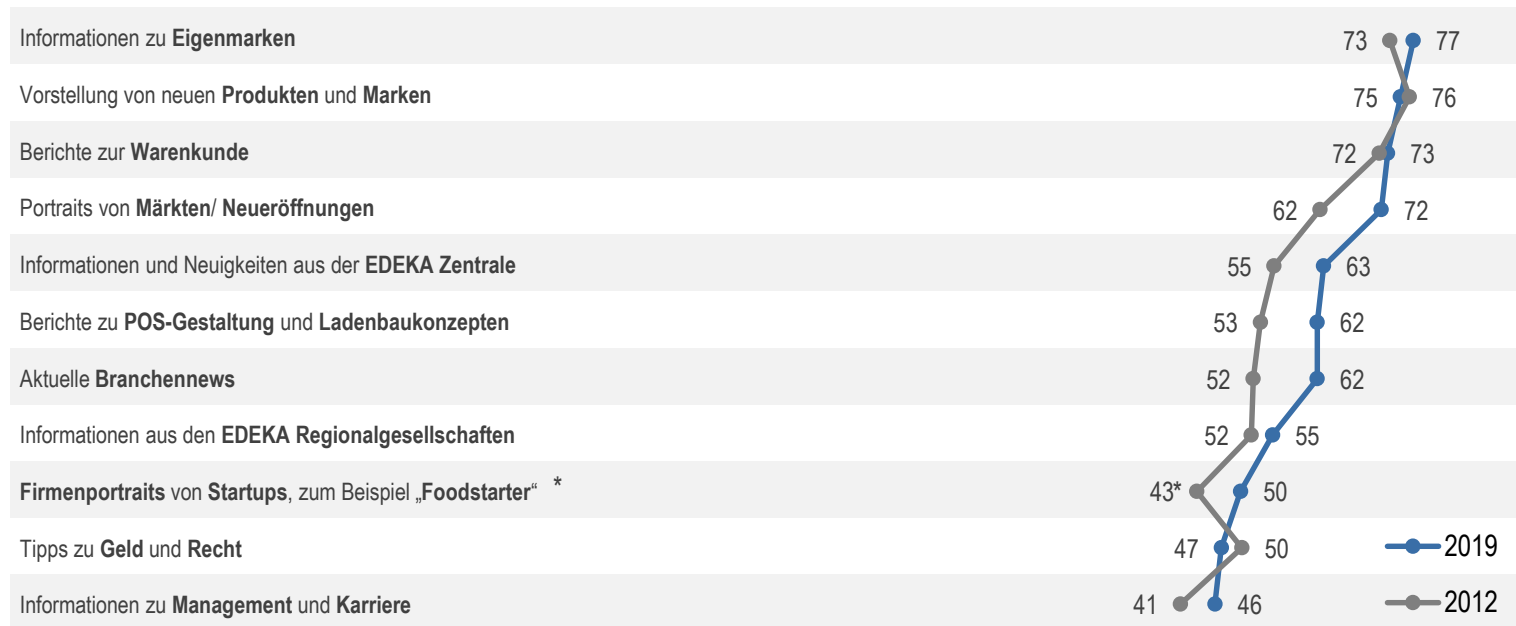 Informationen zu Eigenmarken 73 77
Vorstellung von neuen Produkten und Marken 75 76
Berichte zur Warenkunde 72 73
Portraits von Märkten/ Neueröffnungen 62 72
Informationen und Neuigkeiten aus der EDEKA Zentrale 55 63
Berichte zu POS-Gestaltung und Ladenbaukonzepten 53 62
Aktuelle Branchennews 52 62
Informationen aus den EDEKA Regionalgesellschaften 52 55
Firmenportraits von Startups, zum Beispiel „Foodstarter“ * 43* 50
Tipps zu Geld und Recht 47 50 2019
Informationen zu Management und Karriere 41 46 2012